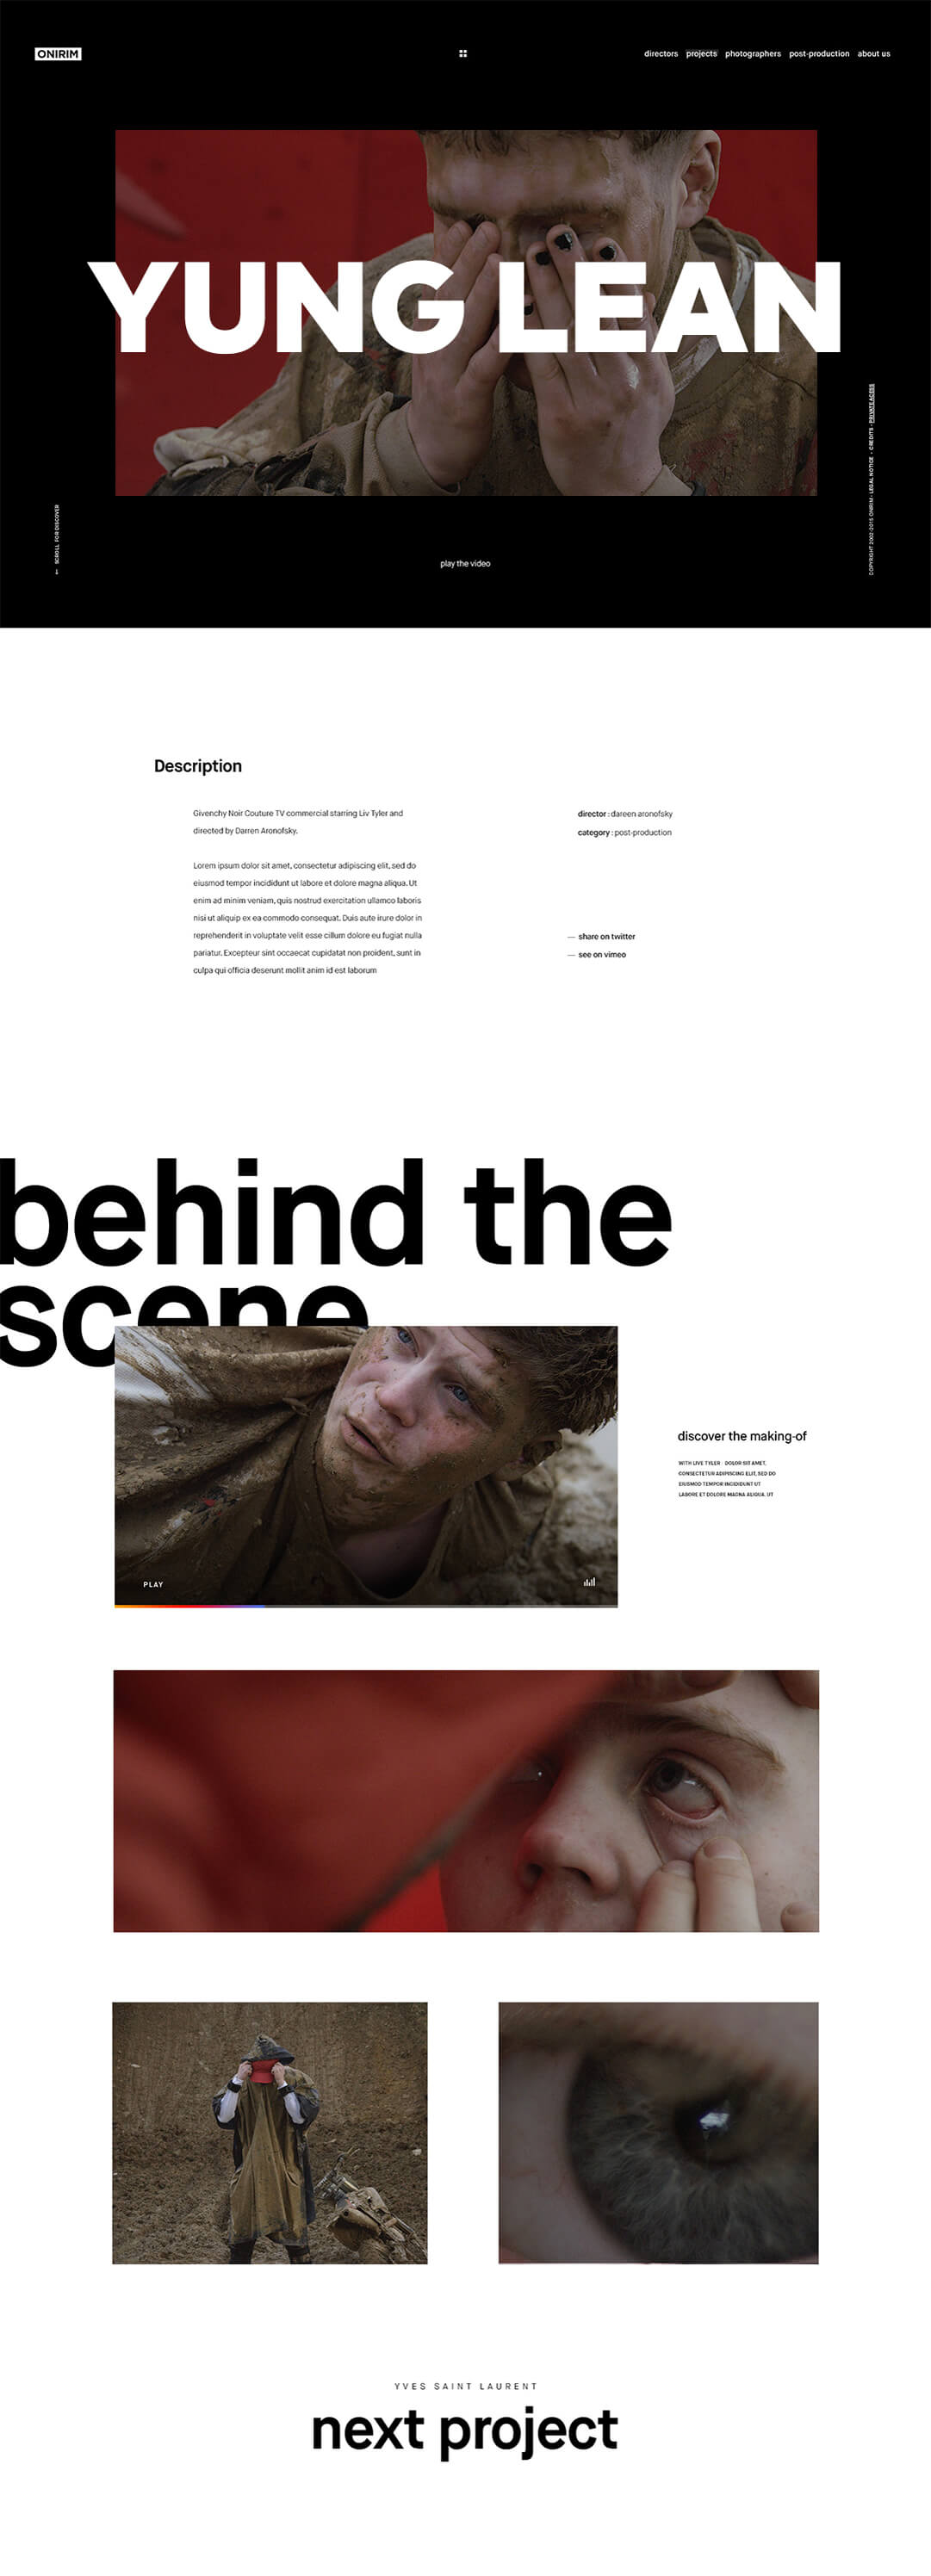 ONIRIM
directors projects photographers post-production about us
YUNG LEAN
COPYRIGHT 2002-2015 ONIRIM - LEGAL NOTICE - CREDITS - PRIVATE ACESS
SCROLL FOR DISCOVER
play the video
Description
Givenchy Noir Couture TV commercial starring Liv Tyler and
directed by Darren Aronofsky.
Lorem ipsum dolor sit amet, consectetur adipiscing elit, sed do
eiusmod tempor incididunt ut labore et dolore magna aliqua. Ut
enim ad minim veniam, quis nostrud exercitation ullamco laboris
nisi ut aliquip ex ea commodo consequat. Duis aute irure dolor in
reprehenderit in voluptate velit esse cillum dolore eu fugiat nulla
pariatur. Excepteur sint occaecat cupidatat non proident, sunt in
culpa qui officia deserunt mollit anim id est laborum
director : dareen aronofsky
category : post-production
— share on twitter
— see on vimeo
behind the
scene
discover the making-of
WITH LIVE TYLER : DOLOR SIT AMET,
CONSECTETUR ADIPISCING ELIT, SED DO
EIUSMOD TEMPOR INCIDIDUNT UT
LABORE ET DOLORE MAGNA ALIQUA. UT
PLAY
YVES SAINT LAURENT
next project